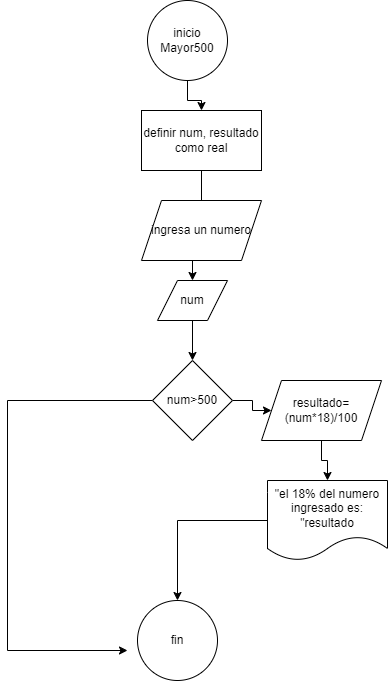 inicio
Mayor500
definir num, resultado
como real
ingresa un numero
num
num>500
resultado=
(num*18)/100
"el 18% del numero
ingresado es:
"resultado
fin